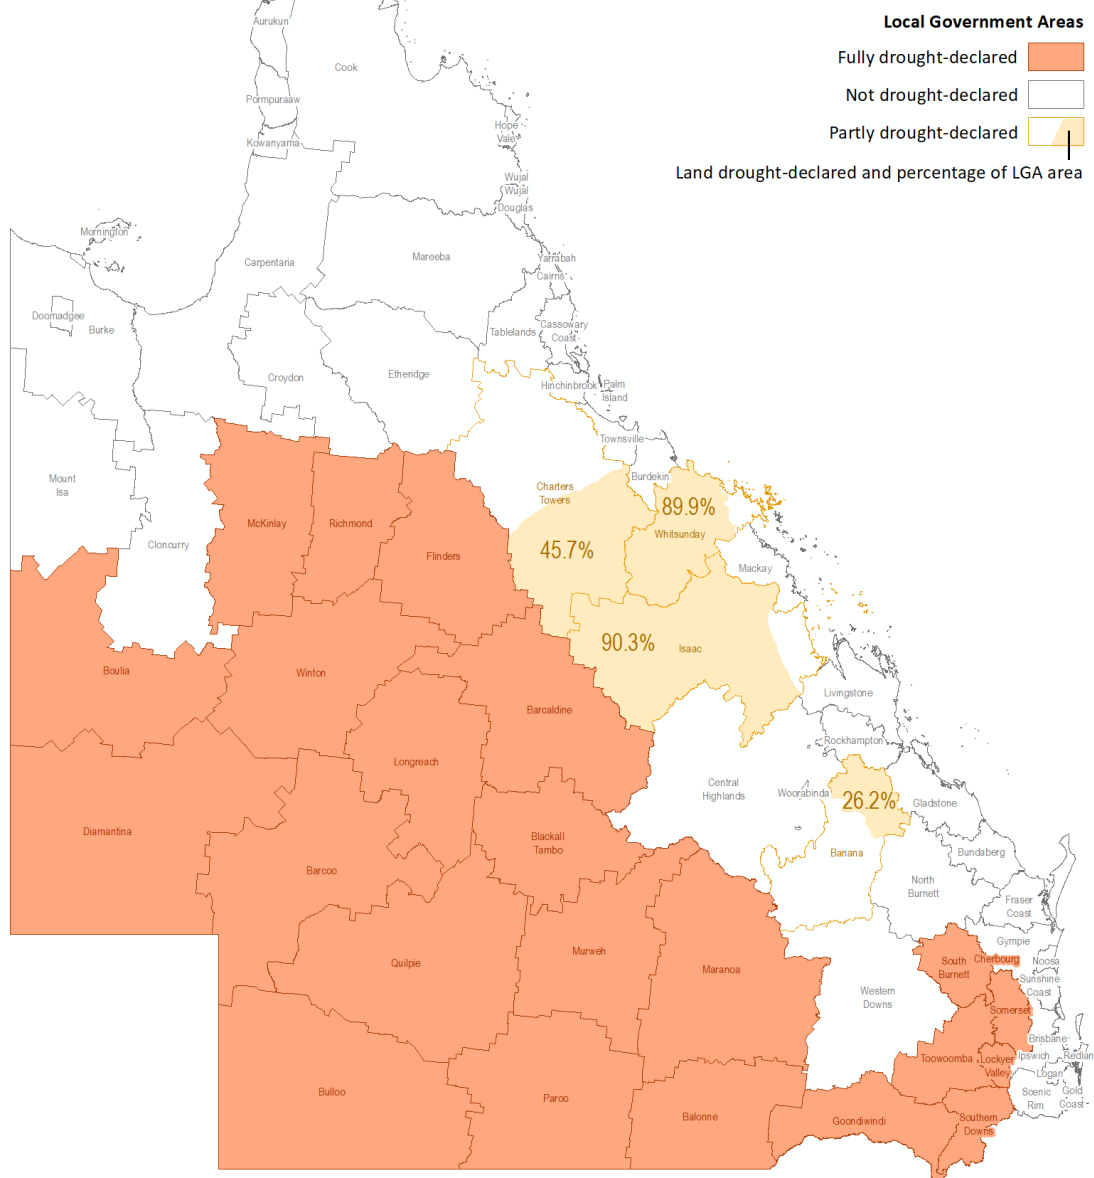 Local Government Areas
Fully drought-declared
Not drought-declared
Partly drought-declared
Land drought-declared and percentage of LGA area
Aurukun
Cook
Pormpuraaw
Kowanyama
Hope
Vale
Wujal
Wujal
Douglas
Mornington
Carpentaria
Mareeba
Yarrabah
Cairns
Doomadgee
Burke
Tablelands
Cassowary
Coast
Croydon
Etheridge
Hinchinbrook
Palm
Island
Townsville
Burdekin
Mount
Isa
Charters
Towers
89.9%
Whitsunday
McKinlay
Richmond
Cloncurry
Flinders
45.7%
Mackay
90.3%
Isaac
Boulia
Winton
Livingstone
Barcaldine
Rockhampton
Longreach
Central
Highlands
Woorabinda
26.2%
Gladstone
Diamantina
Blackall
Tambo
Banana
Bundaberg
Barcoo
North
Burnett
Fraser
Coast
Gympie
Quilpie
Murweh
Maranoa
South
Burnett
Cherbourg
Noosa
Sunshine
Coast
Western
Downs
Somerset
Brisbane
Toowoomba
Lockyer
Valley
Ipswich
Redlan
Logan
Bulloo
Paroo
Balonne
Goondiwindi
Southern
Downs
Scenic
Rim
Gold
Coast